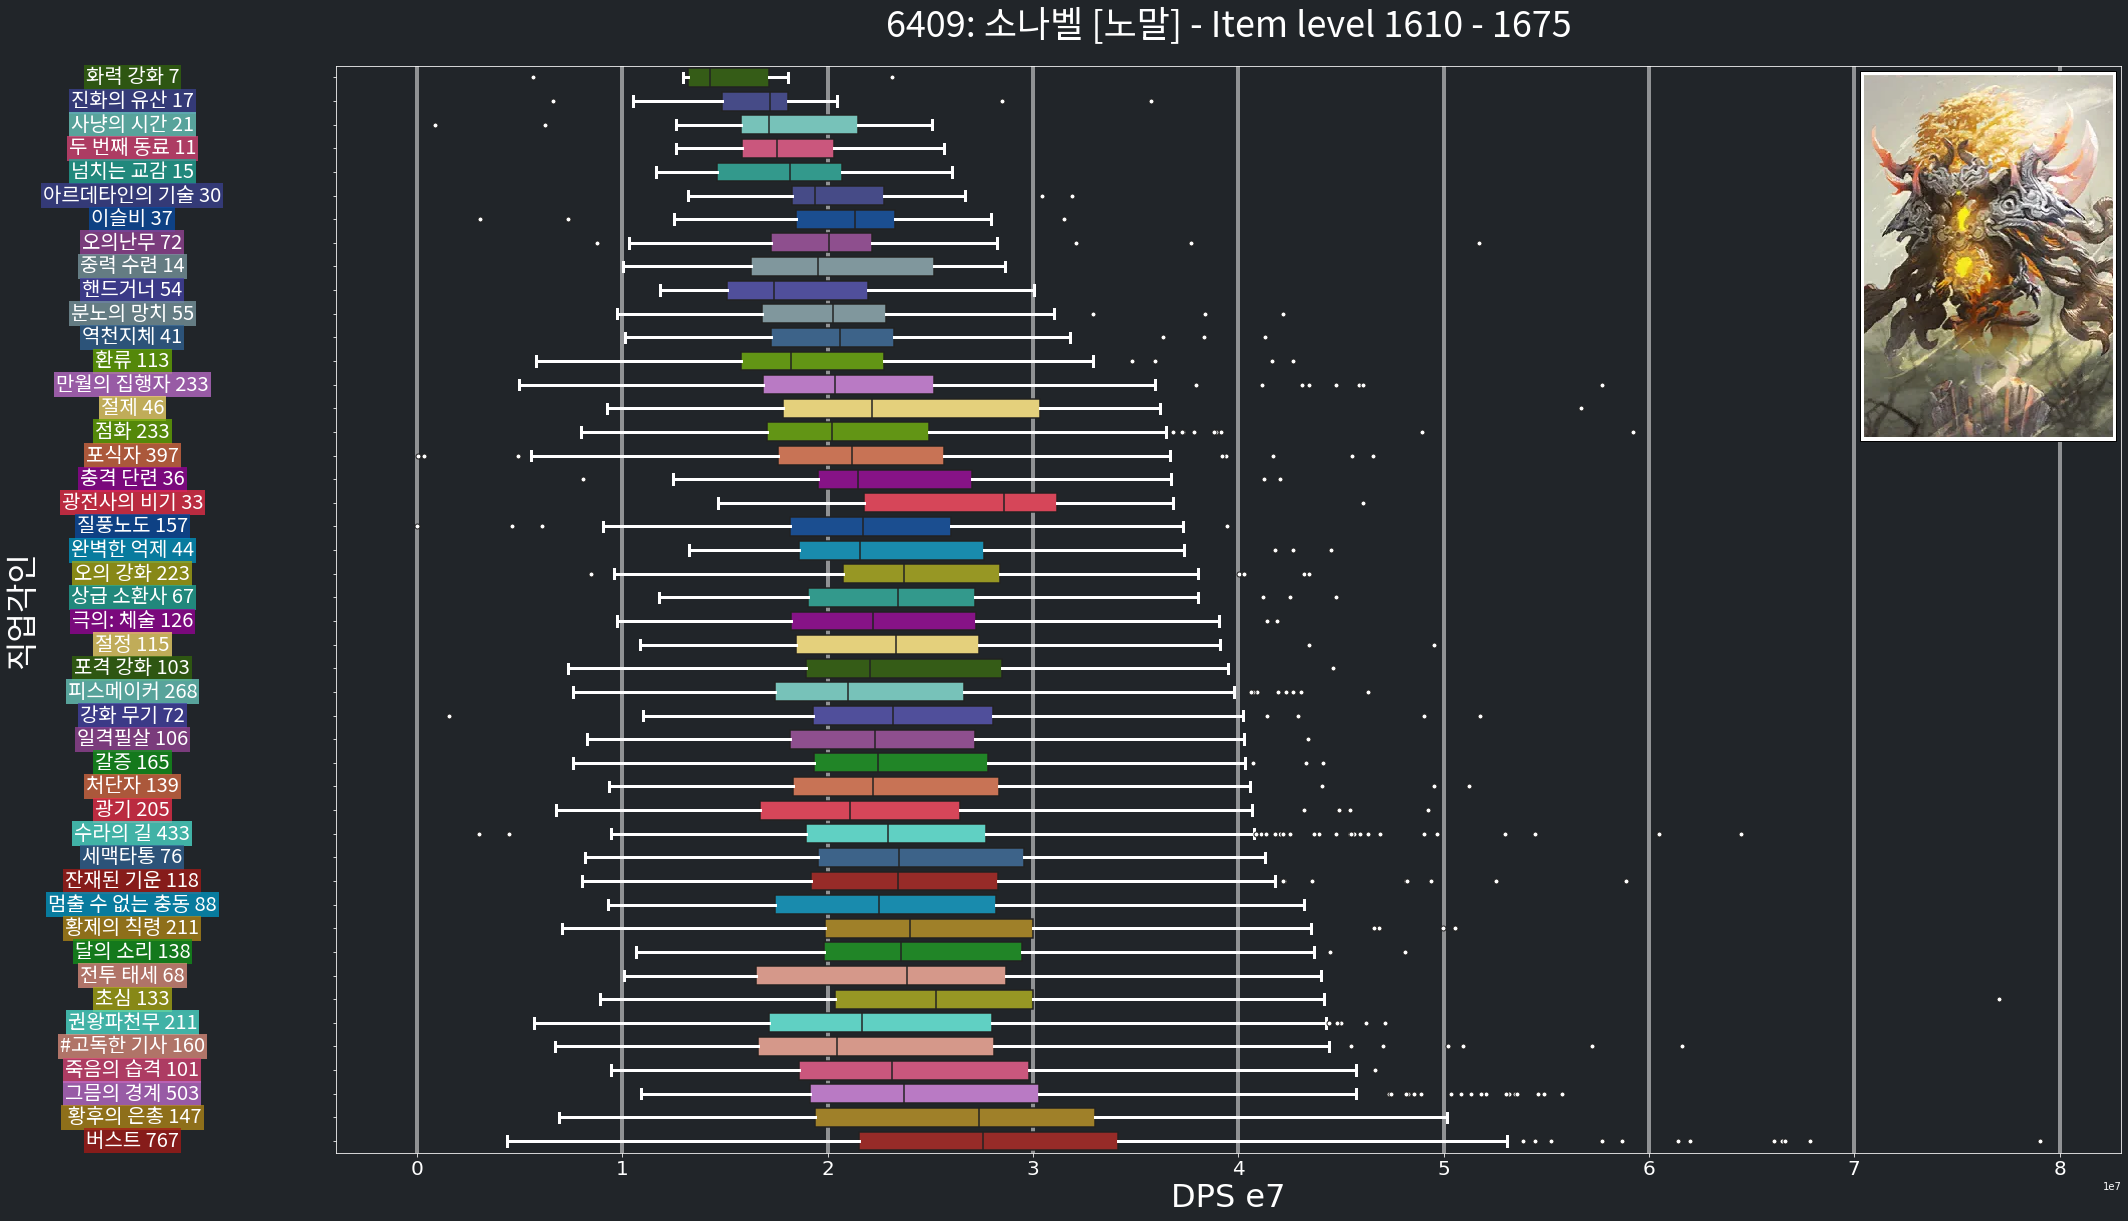 6409: 소나벨 [노말] - Item level 1610 - 1675
화력 강화 7
진화의 유산 17
사냥의 시간 21
두 번째 동료 11
넘치는 교감 15
아르데타인의 기술 30
이슬비 37
오의난무 72
중력 수련 14
핸드거너 54
분노의 망치 55
역천지체 41
환류 113
만월의 집행자 233
절제 46
점화 233
포식자 397
충격 단련 36
광전사의 비기 33
질풍노도 157
완벽한 억제 44
오의 강화 223
상급 소환사 67
극의: 체술 126
절정 115
포격 강화 103
피스메이커 268
강화 무기 72
일격필살 106
갈증 165
처단자 139
광기 205
수라의 길 433
세맥타통 76
잔재된 기운 118
멈출 수 없는 충동 88
황제의 칙령 211
달의 소리 138
전투 태세 68
초심 133
권왕파천무 211
#고독한 기사 160
죽음의 습격 101
그믐의 경계 503
황후의 은총 147
버스트 767
직업각인
0 1 2 3 4 5 6 7 8
DPS e7
1e7